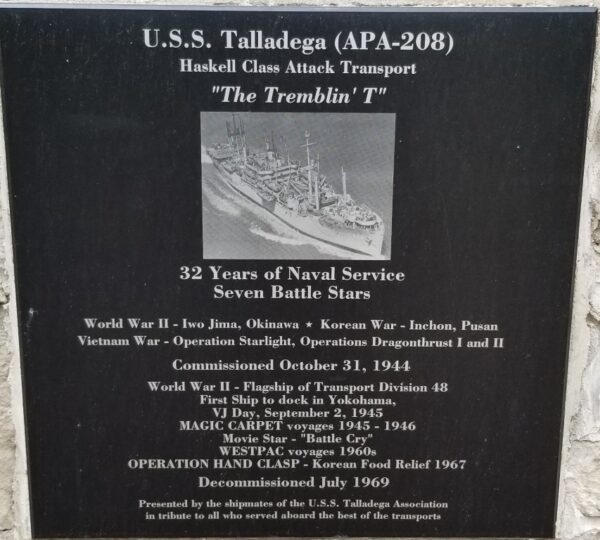 U.S.S. Talladega (APA-208)
Haskell Class Attack Transport
"The Tremblin' T"
32 Years of Naval Service
Seven Battle Stars
World War II - Iwo Jima, Okinawa ★ Korean War - Inchon, Pusan
Vietnam War - Operation Starlight, Operations Dragonthrust I and II
Commissioned October 31, 1944
World War II - Flagship of Transport Division 48
First Ship to dock in Yokohama,
VJ Day, September 2, 1945
MAGIC CARPET voyages 1945 - 1946
Movie Star - "Battle Cry"
WESTPAC voyages 1960s
OPERATION HAND CLASP - Korean Food Relief 1967
Decommissioned July 1969
Presented by the shipmates of the U.S.S. Talladega Association
in tribute to all who served aboard the best of the transports